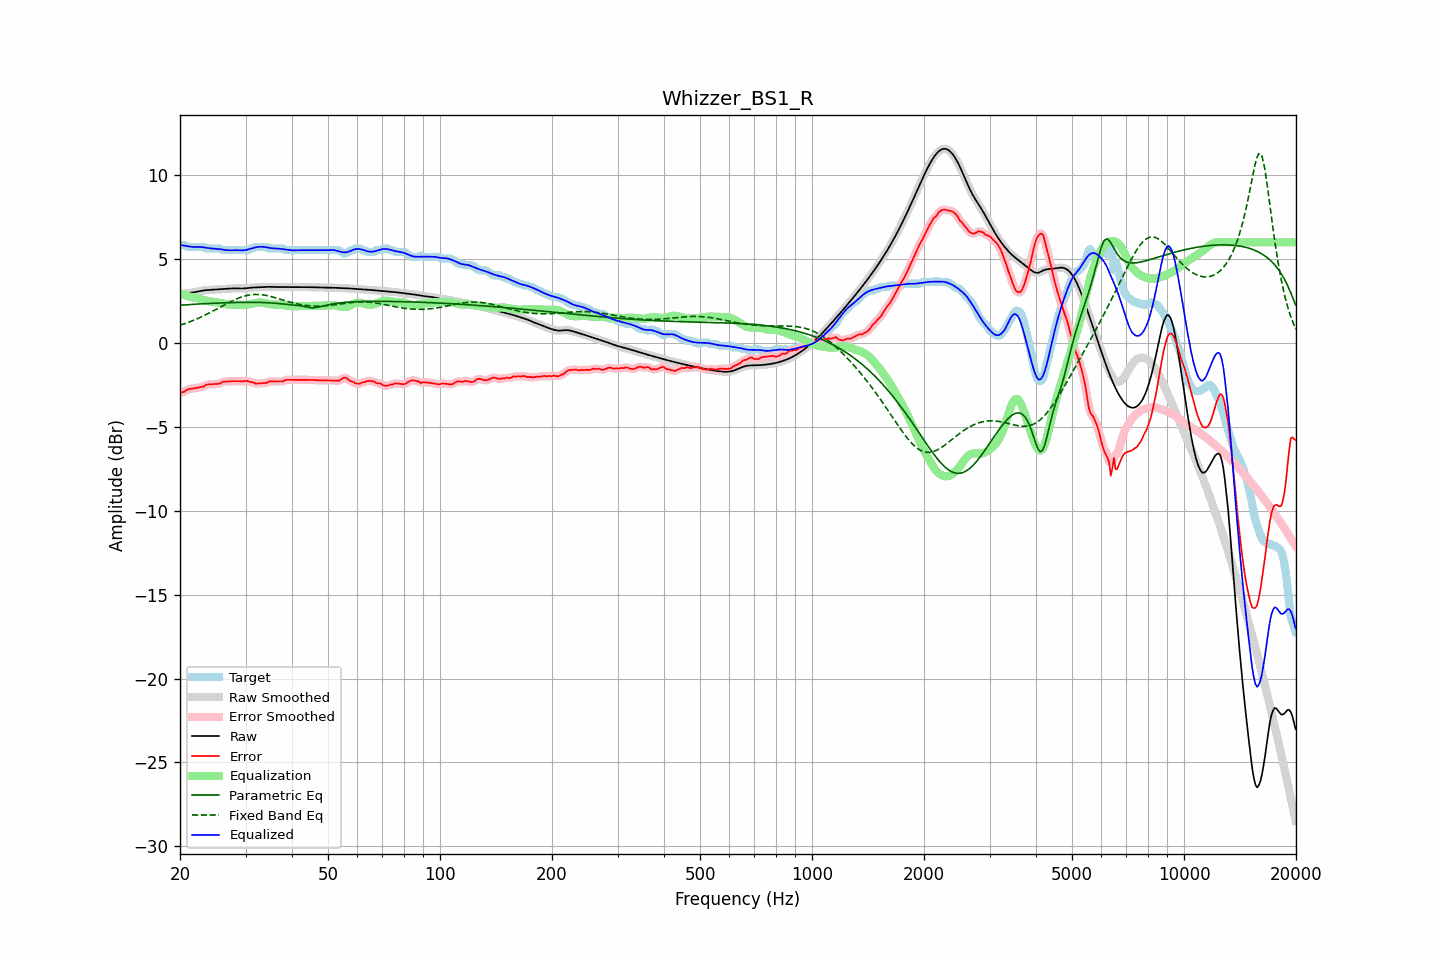 Whizzer_BS1_R
Amplitude (dBr)
10
5
0
−5
−10
−15
−20
−25
−30
Target
Raw Smoothed
Error Smoothed
Raw
Error
Equalization
Parametric Eq
Fixed Band Eq
Equalized
20 50 100 200 500 1000 2000 5000 10000 20000
Frequency (Hz)